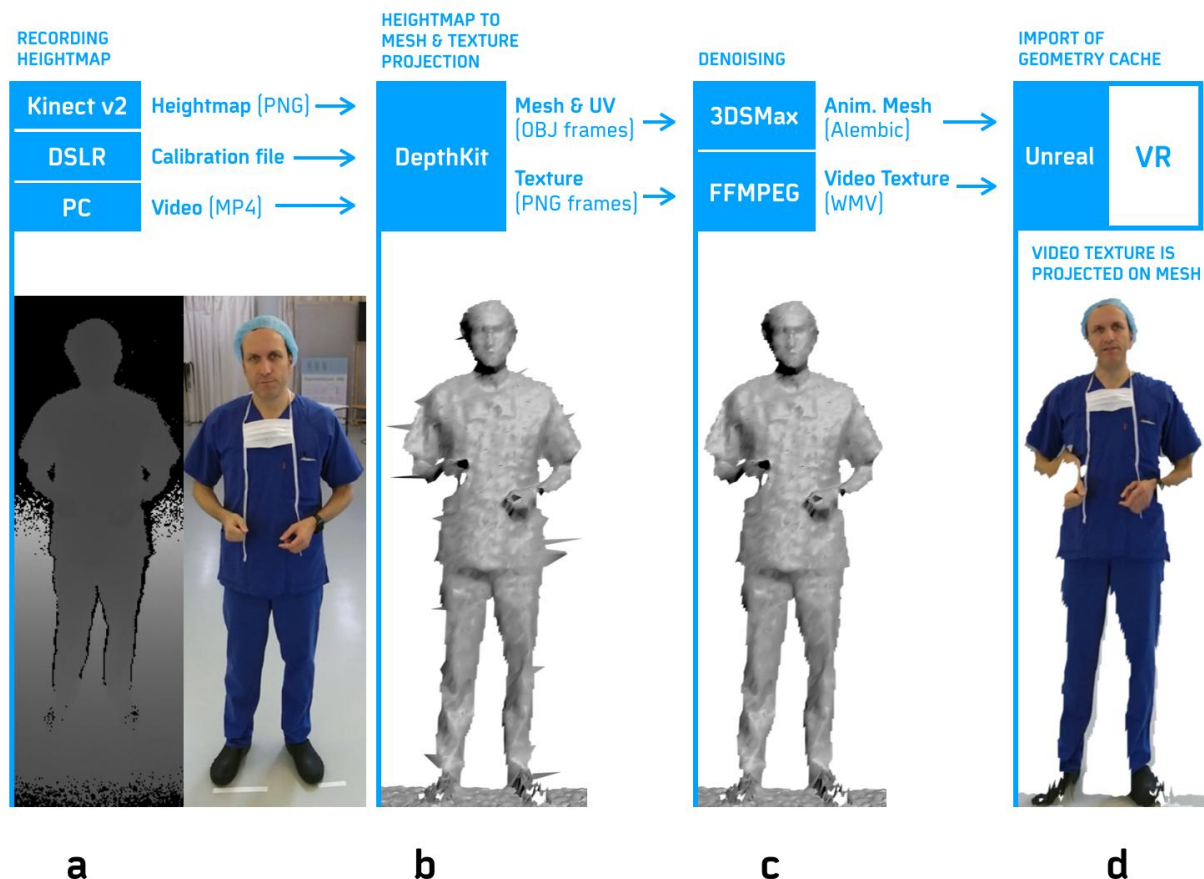 RECORDING
HEIGHTMAP
Kinect v2
DSLR
PC
Heightmap (PNG)
Calibration file
Video (MP4)
HEIGHTMAP TO
MESH & TEXTURE
PROJECTION
DepthKit
Mesh & UV
(OBJ frames)
Texture
(PNG frames)
DENOISING
3DSMax
FFMPEG
Anim. Mesh
(Alembic)
Video Texture
(WMV)
IMPORT OF
GEOMETRY CACHE
Unreal
VR
VIDEO TEXTURE IS
PROJECTED ON MESH
a
b
c
d